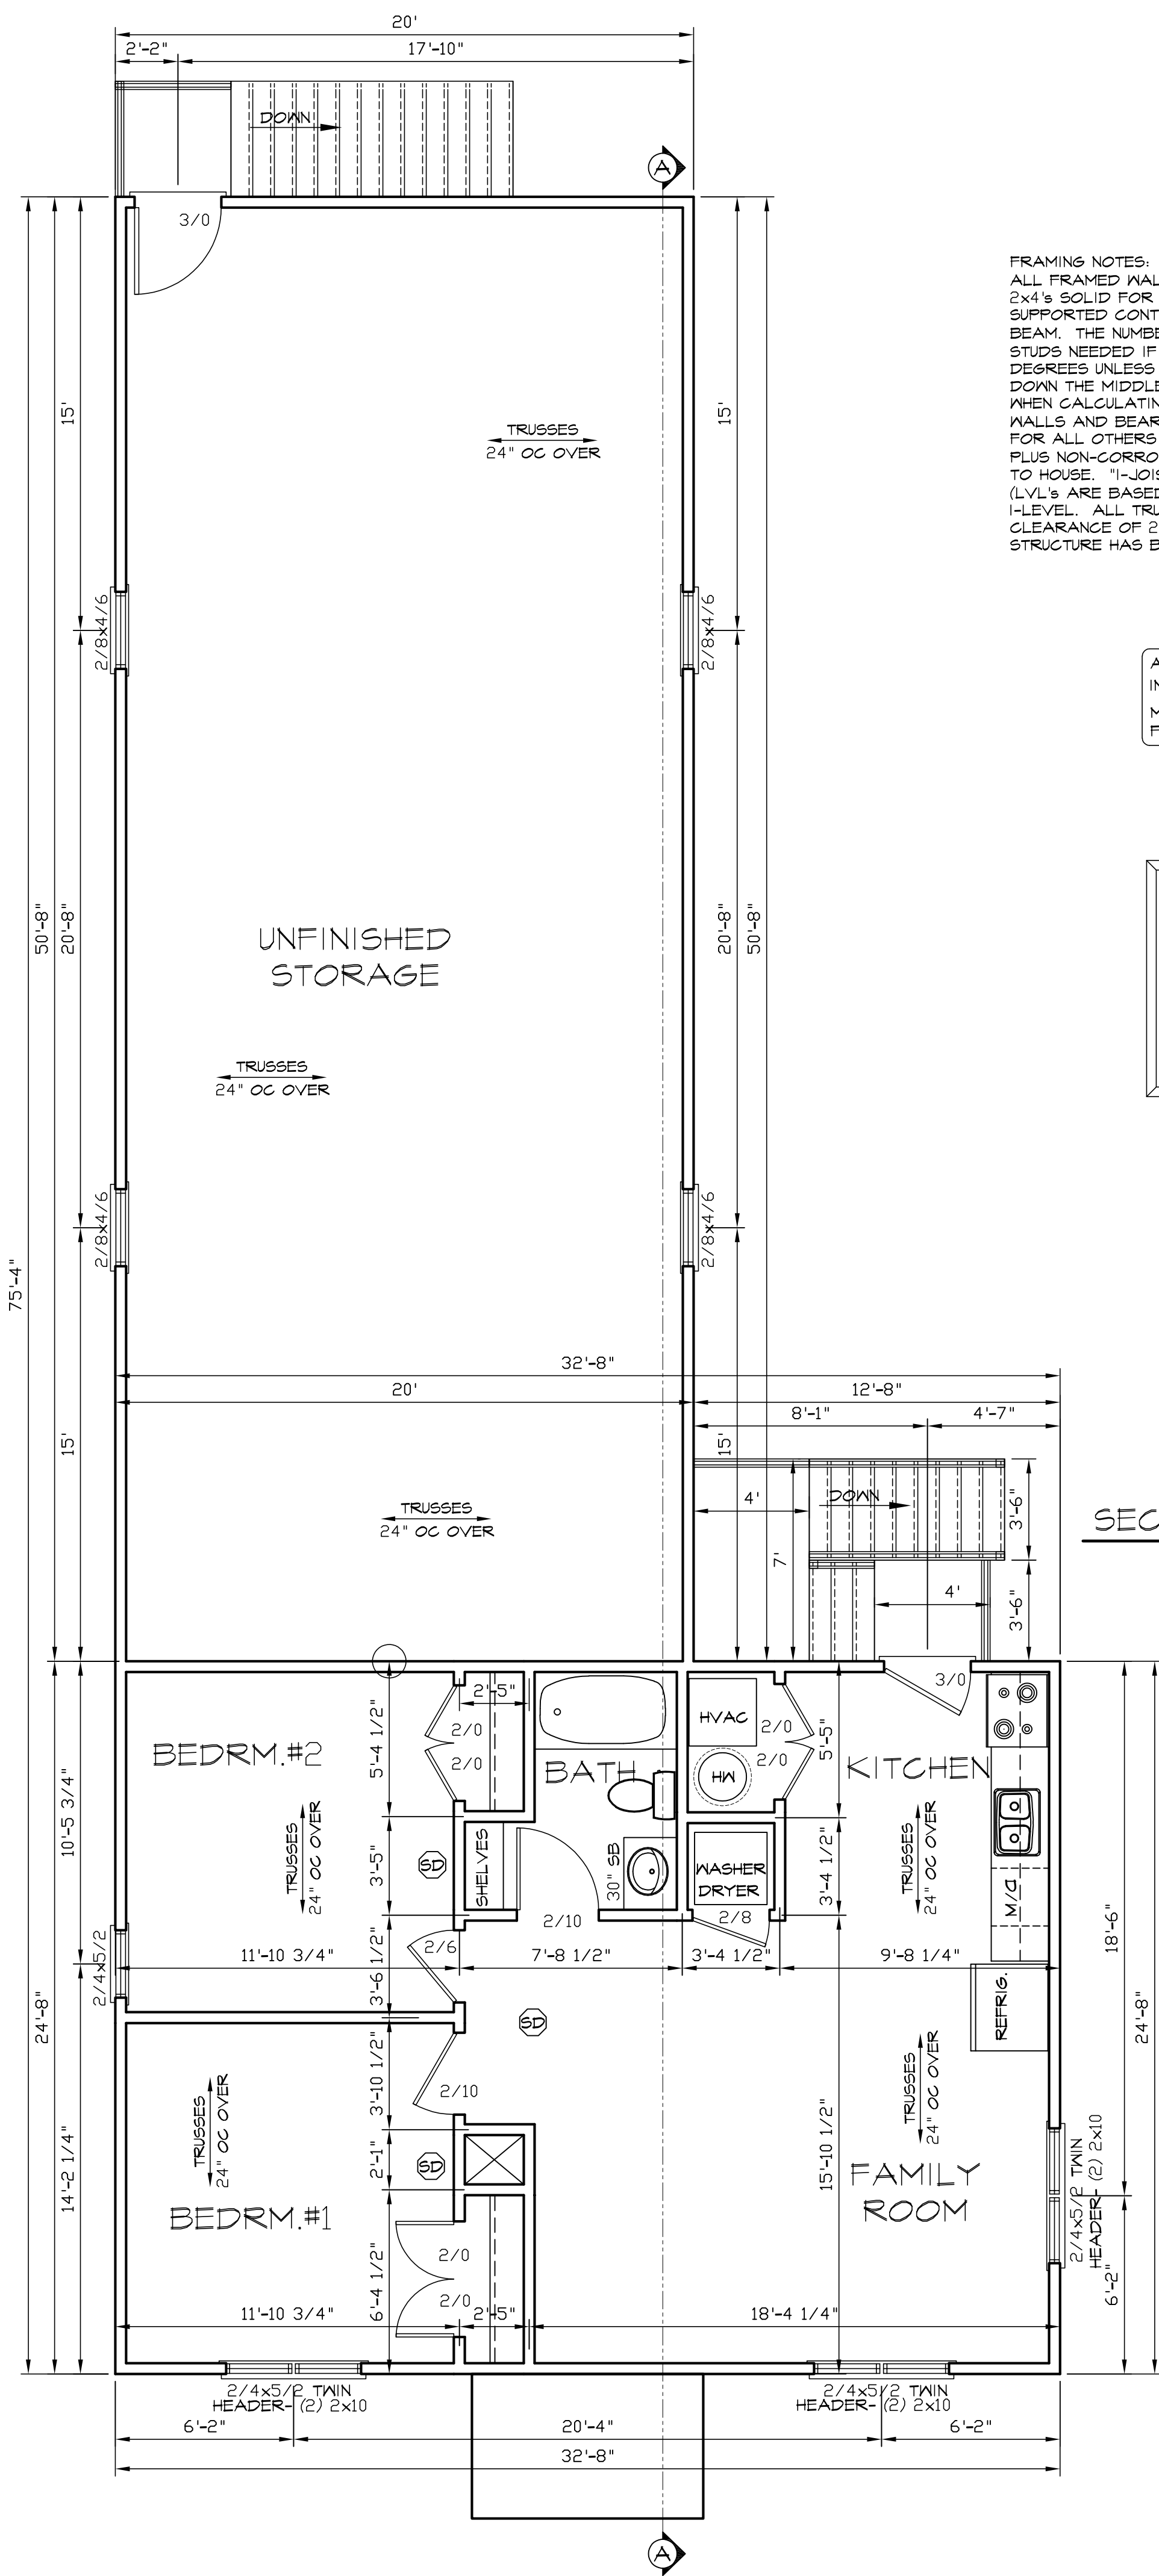 20'
2'-2"
17'-10"
DOWN
A
3/0
FRAMING NOTES:
ALL FRAMED WAL
2x4's SOLID FOR
SUPPORTED CONT
BEAM. THE NUMBE
STUDS NEEDED IF
DEGREES UNLESS
DOWN THE MIDDLE
WHEN CALCULATIN
WALLS AND BEAR
FOR ALL OTHERS
PLUS NON-CORRO
TO HOUSE. "I-JOIS
(LVL's ARE BASED
I-LEVEL. ALL TRU
CLEARANCE OF 2
STRUCTURE HAS B
15'
15'
TRUSSES
24" OC OVER
2/8x4/6
2/8x4/6
A
IN
M
F
UNFINISHED
STORAGE
50'-8"
20'-8"
20'-8"
50'-8"
TRUSSES
24" OC OVER
2/8x4/6
2/8x4/6
75'-4"
32'-8"
20'
12'-8"
8'-1"
4'-7"
15'
15'
4'
DOWN
3'-6"
7'
TRUSSES
24" OC OVER
SEC
4'
3'-6"
3/0
2'-5"
BEDRM.#2
5'-4 1/2"
2/0
2/0
BATH
HVAC
WH
2/0
2/0
5'-5"
KITCHEN
10'-5 3/4"
TRUSSES
24" OC OVER
3'-5"
SD
SHELVES
30" SB
WASHER
DRYER
3'-4 1/2"
TRUSSES
24" OC OVER
M/a
2/10
2/8
2/6
2/4x5/2
11'-10 3/4"
3'-6 1/2"
7'-8 1/2"
3'-4 1/2"
9'-8 1/4"
18'-6"
REFRIG.
SD
24'-8"
24'-8"
3'-10 1/2"
2/10
TRUSSES
24" OC OVER
TRUSSES
24" OC OVER
14'-2 1/4"
2'-1"
SD
15'-10 1/2"
FAMILY
ROOM
2/4x5/2 TWIN
HEADER- (2) 2x10
BEDRM.#1
6'-4 1/2"
2/0
2/0
6'-2"
11'-10 3/4"
2'-5"
18'-4 1/4"
2/4x5/2 TWIN
HEADER- (2) 2x10
2/4x5/2 TWIN
HEADER- (2) 2x10
6'-2"
20'-4"
6'-2"
32'-8"
A